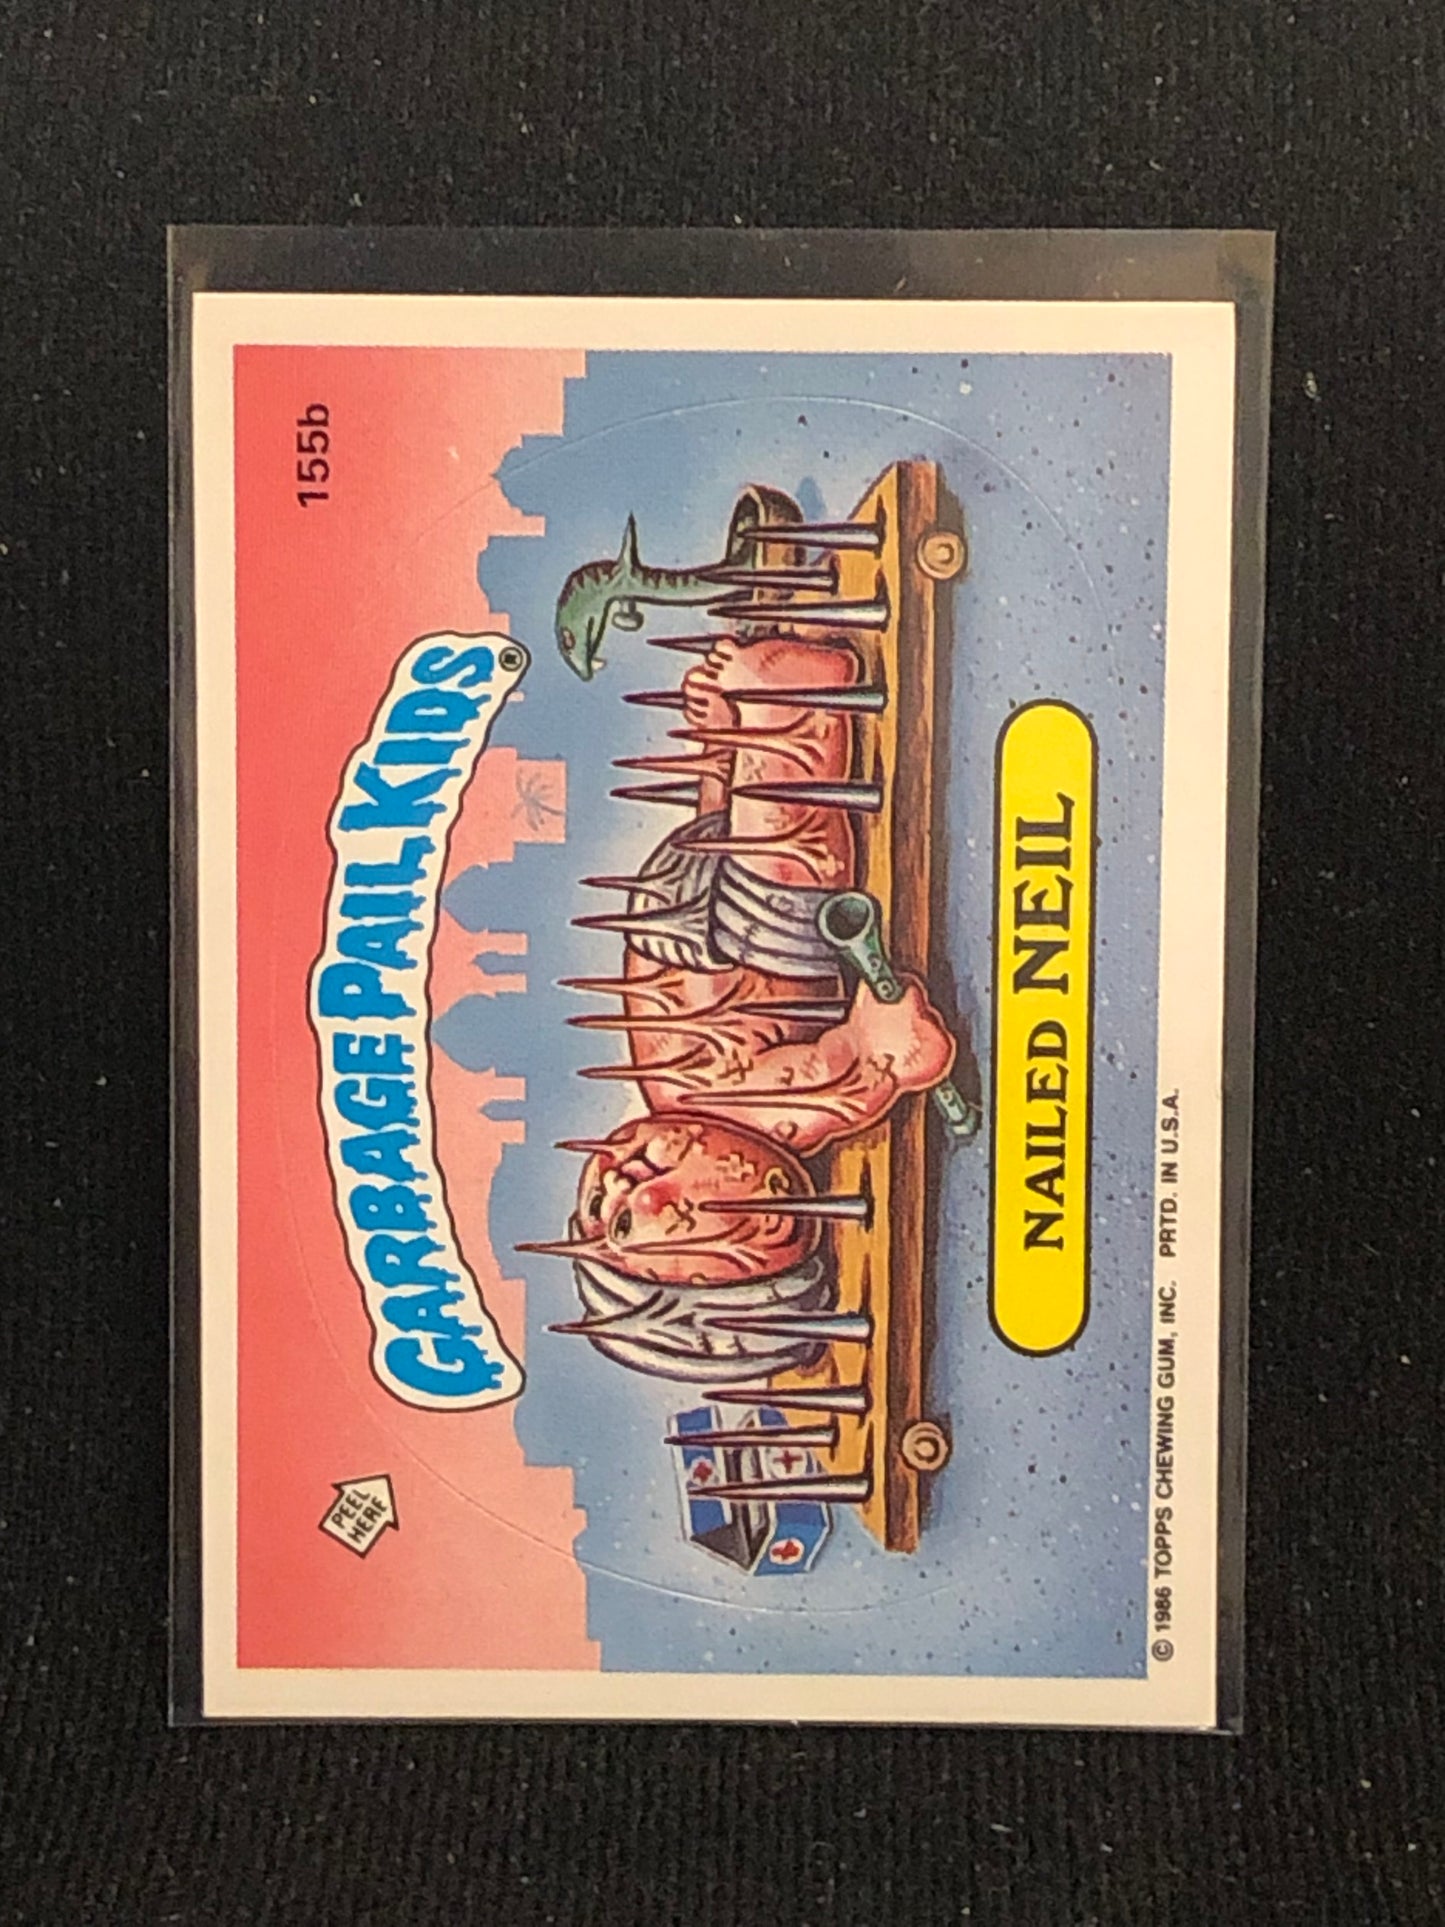 155b
PEEL
HERE
GARBAGE PAIL KIDS
NAILED NEIL
© 1986 TOPPS CHEWING GUM, INC. PRTD. IN U.S.A.